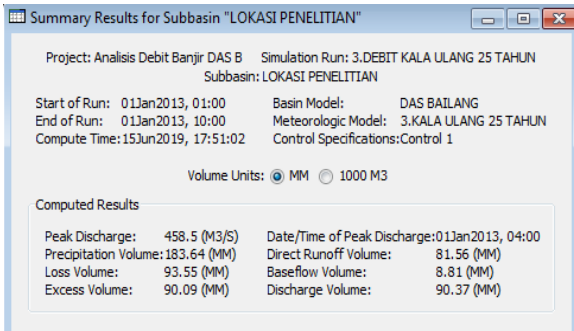 Summary Results for Subbasin "LOKASI PENELITIAN"
Project: Analisis Debit Banjir DAS B Simulation Run: 3.DEBIT KALA ULANG 25 TAHUN
Subbasin: LOKASI PENELITIAN
Start of Run: 01Jan2013, 01:00 Basin Model: DAS BAILANG
End of Run: 01Jan2013, 10:00 Meteorologic Model: 3.KALA ULANG 25 TAHUN
Compute Time:15Jun2019, 17:51:02 Control Specifications:Control 1
Volume Units: MM 1000 M3
Computed Results
Peak Discharge: 458.5 (M3/S) Date/Time of Peak Discharge:01Jan2013, 04:00
Precipitation Volume:183.64 (MM) Direct Runoff Volume: 81.56 (MM)
Loss Volume: 93.55 (MM) Baseflow Volume: 8.81 (MM)
Excess Volume: 90.09 (MM) Discharge Volume: 90.37 (MM)